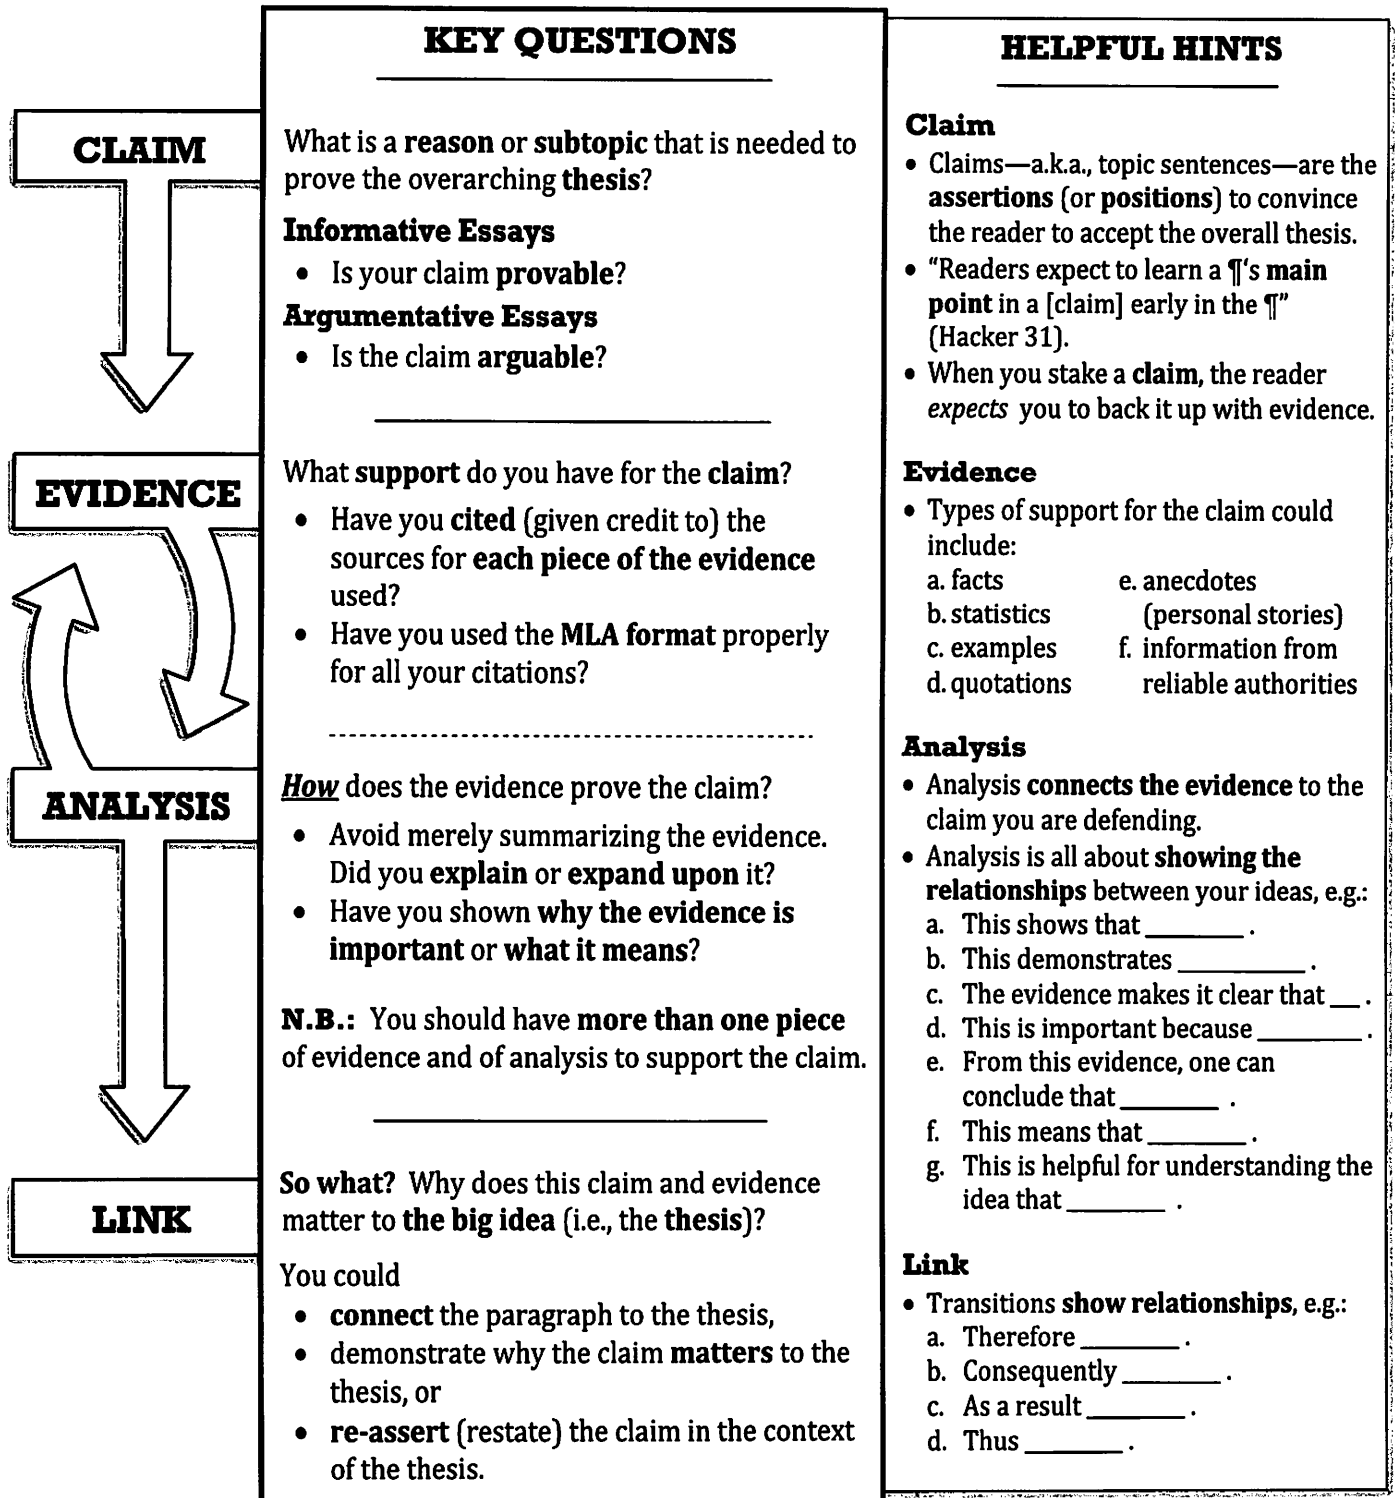 CLAIM
EVIDENCE
ANALYSIS
LINK
KEY QUESTIONS
What is a reason or subtopic that is needed to
prove the overarching thesis?
Informative Essays
• Is your claim provable?
Argumentative Essays
• Is the claim arguable?
What support do you have for the claim?
• Have you cited (given credit to) the
sources for each piece of the evidence
used?
• Have you used the MLA format properly
for all your citations?
How does the evidence prove the claim?
• Avoid merely summarizing the evidence.
Did you explain or expand upon it?
• Have you shown why the evidence is
important or what it means?
N.B.: You should have more than one piece
of evidence and of analysis to support the claim.
So what? Why does this claim and evidence
matter to the big idea (i.e., the thesis)?
You could
• connect the paragraph to the thesis,
• demonstrate why the claim matters to the
thesis, or
• re-assert (restate) the claim in the context
of the thesis.
HELPFUL HINTS
Claim
• Claims—a.k.a., topic sentences—are the
assertions (or positions) to convince
the reader to accept the overall thesis.
• "Readers expect to learn a ¶'s main
point in a [claim] early in the ¶"
(Hacker 31).
• When you stake a claim, the reader
expects you to back it up with evidence.
Evidence
• Types of support for the claim could
include:
a. facts
b. statistics
c. examples
d. quotations
e. anecdotes
(personal stories)
f. information from
reliable authorities
Analysis
• Analysis connects the evidence to the
claim you are defending.
• Analysis is all about showing the
relationships between your ideas, e.g.:
a. This shows that ________ .
b. This demonstrates __________ .
c. The evidence makes it clear that __ .
d. This is important because ________ .
e. From this evidence, one can
conclude that ________ .
f. This means that ________ .
g. This is helpful for understanding the
idea that ________ .
Link
• Transitions show relationships, e.g.:
a. Therefore ________ .
b. Consequently ________ .
c. As a result ________ .
d. Thus ________ .